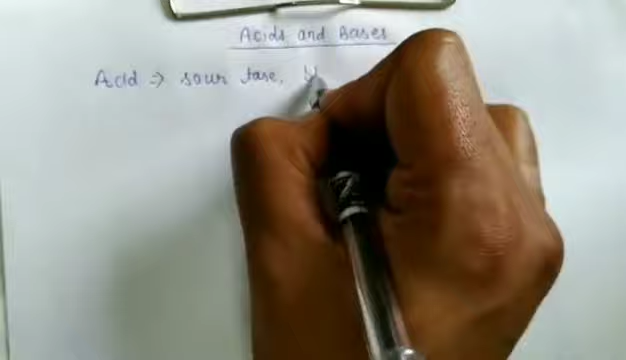 Acids and Bases
Acid => sour tase,